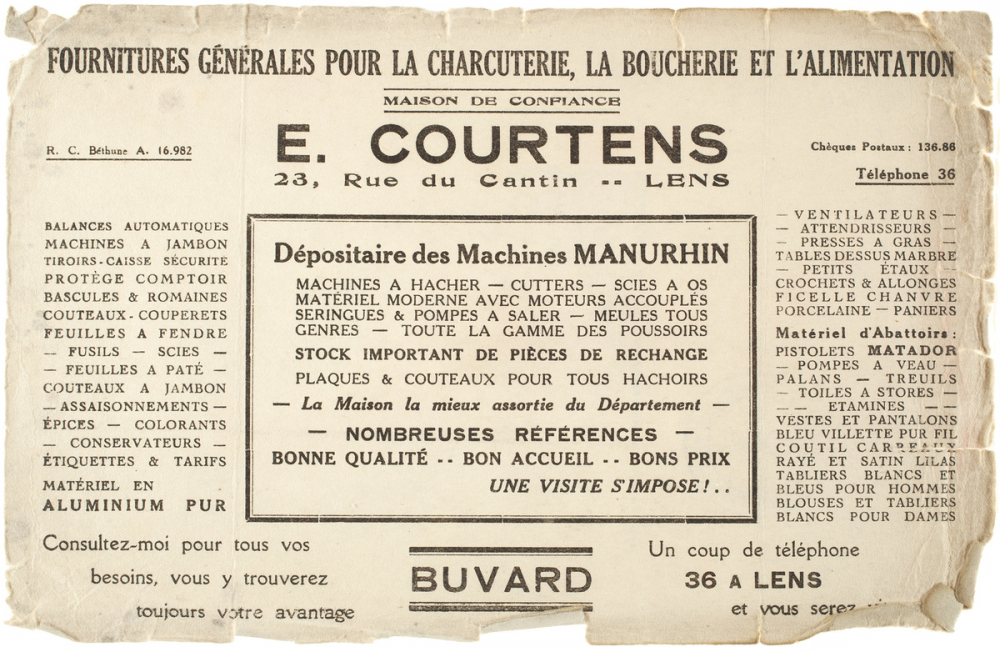 FOURNITURES GÉNÉRALES POUR LA CHARCUTERIE, LA BOUCHERIE ET L'ALIMENTATION
MAISON DE CONFIANCE
R. C. Béthune A. 16.982
E. COURTENS
23, Rue du Cantin -- LENS
Chèques Postaux : 136.86
Téléphone 36
BALANCES AUTOMATIQUES
MACHINES A JAMBON
TIROIRS-CAISSE SÉCURITÉ
PROTÈGE COMPTOIR
BASCULES & ROMAINES
COUTEAUX - COUPERETS
FEUILLES A FENDRE
— FUSILS — SCIES —
— FEUILLES A PATÉ —
COUTEAUX A JAMBON
— ASSAISONNEMENTS —
ÉPICES — COLORANTS
— CONSERVATEURS —
ÉTIQUETTES & TARIFS
MATÉRIEL EN
ALUMINIUM PUR
Dépositaire des Machines MANURHIN
MACHINES A HACHER — CUTTERS — SCIES A OS
MATÉRIEL MODERNE AVEC MOTEURS ACCOUPLÉS
SERINGUES & POMPES A SALER — MEULES TOUS
GENRES — TOUTE LA GAMME DES POUSSOIRS
STOCK IMPORTANT DE PIÈCES DE RECHANGE
PLAQUES & COUTEAUX POUR TOUS HACHOIRS
— La Maison la mieux assortie du Département —
— NOMBREUSES RÉFÉRENCES —
BONNE QUALITÉ -- BON ACCUEIL -- BONS PRIX
UNE VISITE S'IMPOSE!..
— VENTILATEURS —
— ATTENDRISSEURS —
— PRESSES A GRAS —
TABLES DESSUS MARBRE
— PETITS ÉTAUX —
CROCHETS & ALLONGES
FICELLE CHANVRE
PORCELAINE — PANIERS
Matériel d'Abattoirs :
PISTOLETS MATADOR
— POMPES A VEAU —
PALANS — TREUILS
— TOILES A STORES —
— — ETAMINES — —
VESTES ET PANTALONS
BLEU VILLETTE PUR FIL
COUTIL CARREAUX
RAYÉ ET SATIN LILAS
TABLIERS BLANCS ET
BLEUS POUR HOMMES
BLOUSES ET TABLIERS
BLANCS POUR DAMES
Consultez-moi pour tous vos
besoins, vous y trouverez
toujours votre avantage
BUVARD
Un coup de téléphone
36 A LENS
et vous serez